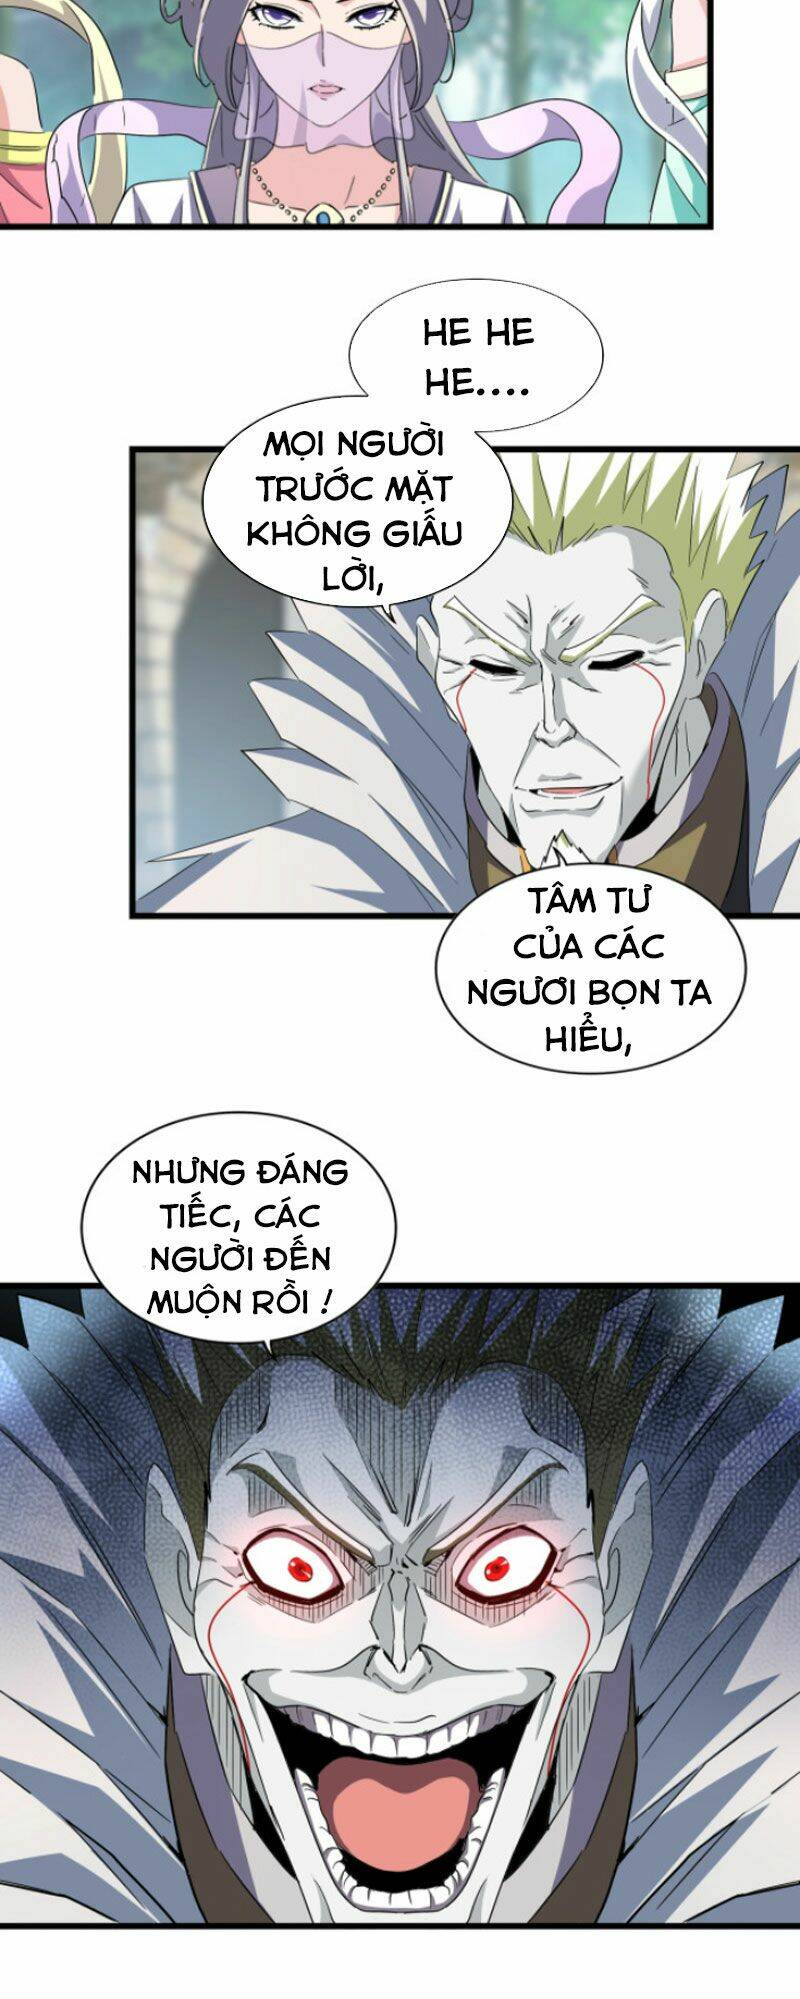 HE HE
HE....
MỌI NGƯỜI
TRƯỚC MẶT
KHÔNG GIẤU
LỜI,
TÂM TƯ
CỦA CÁC
NGƯƠI BỌN TA
HIỂU,
NHƯNG ĐÁNG
TIẾC, CÁC
NGƯỜI ĐẾN
MUỘN RỒI !